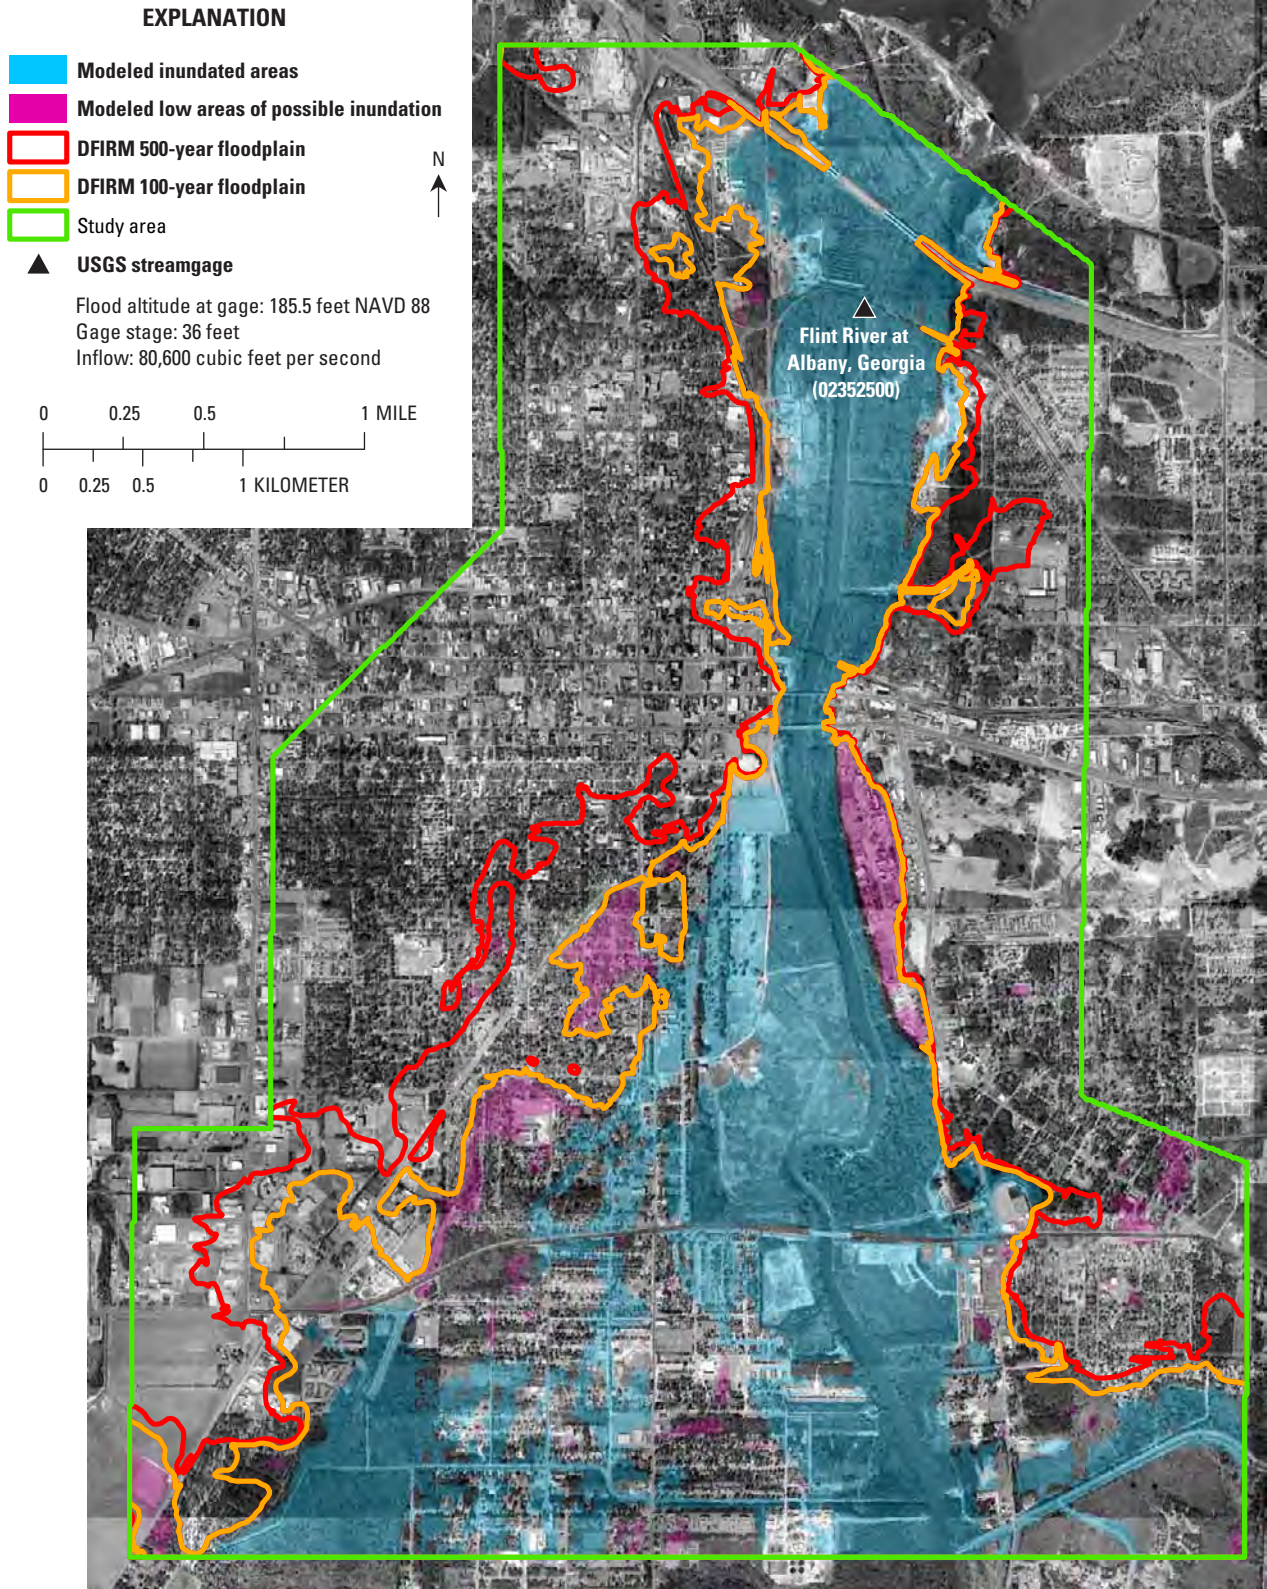 EXPLANATION
Modeled inundated areas
Modeled low areas of possible inundation
DFIRM 500-year floodplain
DFIRM 100-year floodplain
Study area
USGS streamgage
N
Flood altitude at gage: 185.5 feet NAVD 88
Gage stage: 36 feet
Inflow: 80,600 cubic feet per second
0 0.25 0.5 1 MILE
0 0.25 0.5 1 KILOMETER
Flint River at
Albany, Georgia
(02352500)